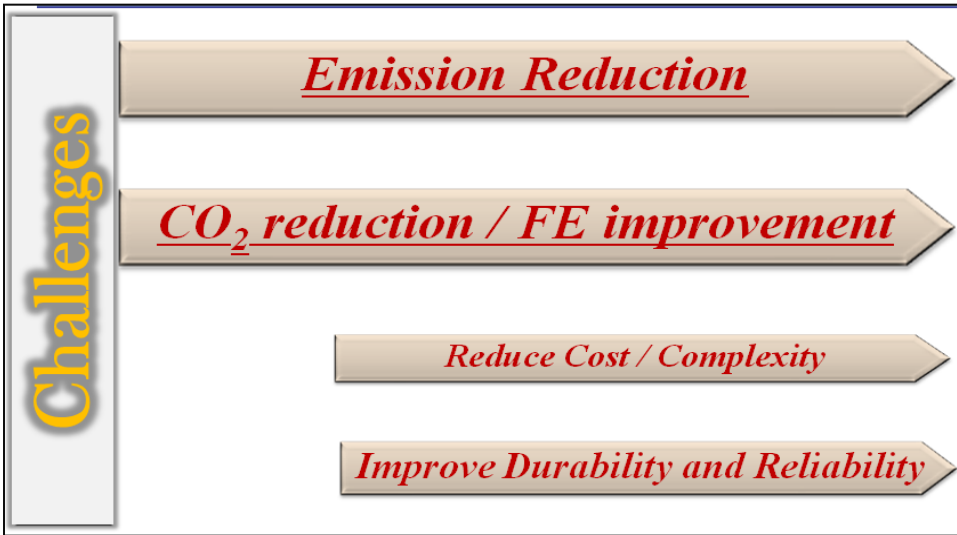 Challenges
Emission Reduction
CO₂ reduction / FE improvement
Reduce Cost / Complexity
Improve Durability and Reliability